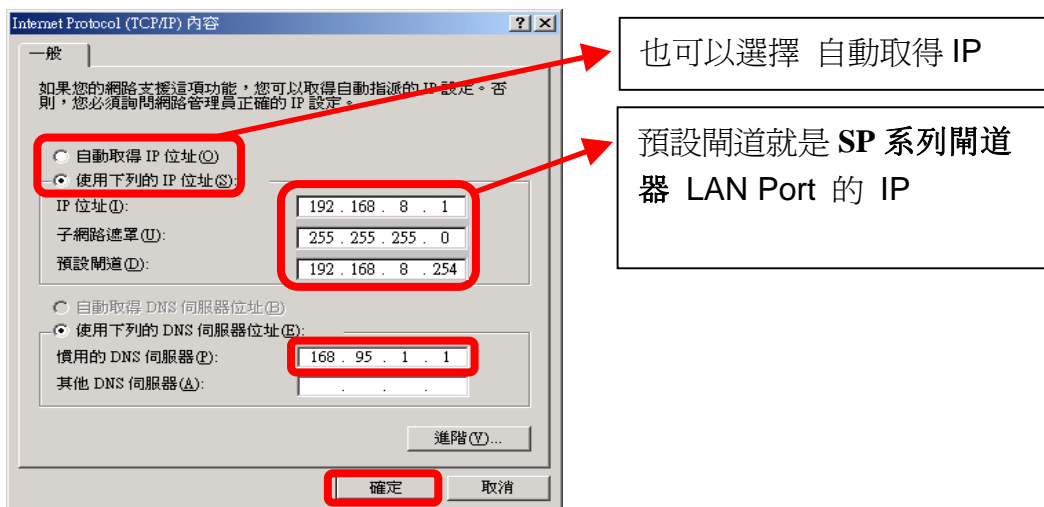 Internet Protocol (TCP/IP) 內容
一般
如果您的網路支援這項功能，您可以取得自動指派的 IP 設定。否
則，您必須詢問網路管理員正確的 IP 設定。
自動取得 IP 位址(O)
使用下列的 IP 位址(S):
IP 位址(I): 192 . 168 . 8 . 1
子網路遮罩(U): 255 . 255 . 255 . 0
預設閘道(D): 192 . 168 . 8 . 254
自動取得 DNS 伺服器位址(B)
使用下列的 DNS 伺服器位址(E):
慣用的 DNS 伺服器(P): 168 . 95 . 1 . 1
其他 DNS 伺服器(A): . . .
進階(V)...
確定 取消
也可以選擇 自動取得 IP
預設閘道就是 SP 系列閘道
器 LAN Port 的 IP